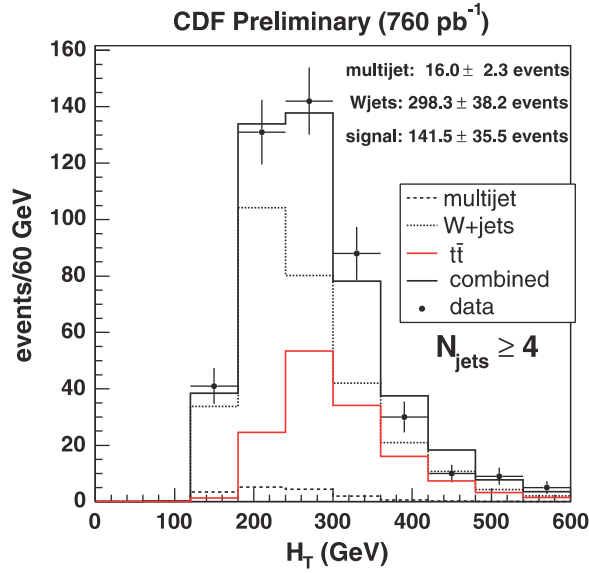 CDF Preliminary (760 pb⁻¹)
multijet: 16.0 ± 2.3 events
Wjets: 298.3 ± 38.2 events
signal: 141.5 ± 35.5 events
multijet
W+jets
tt̄
combined
data
N_jets ≥ 4
events/60 GeV
160
140
120
100
80
60
40
20
0
0 100 200 300 400 500 600
H_T (GeV)